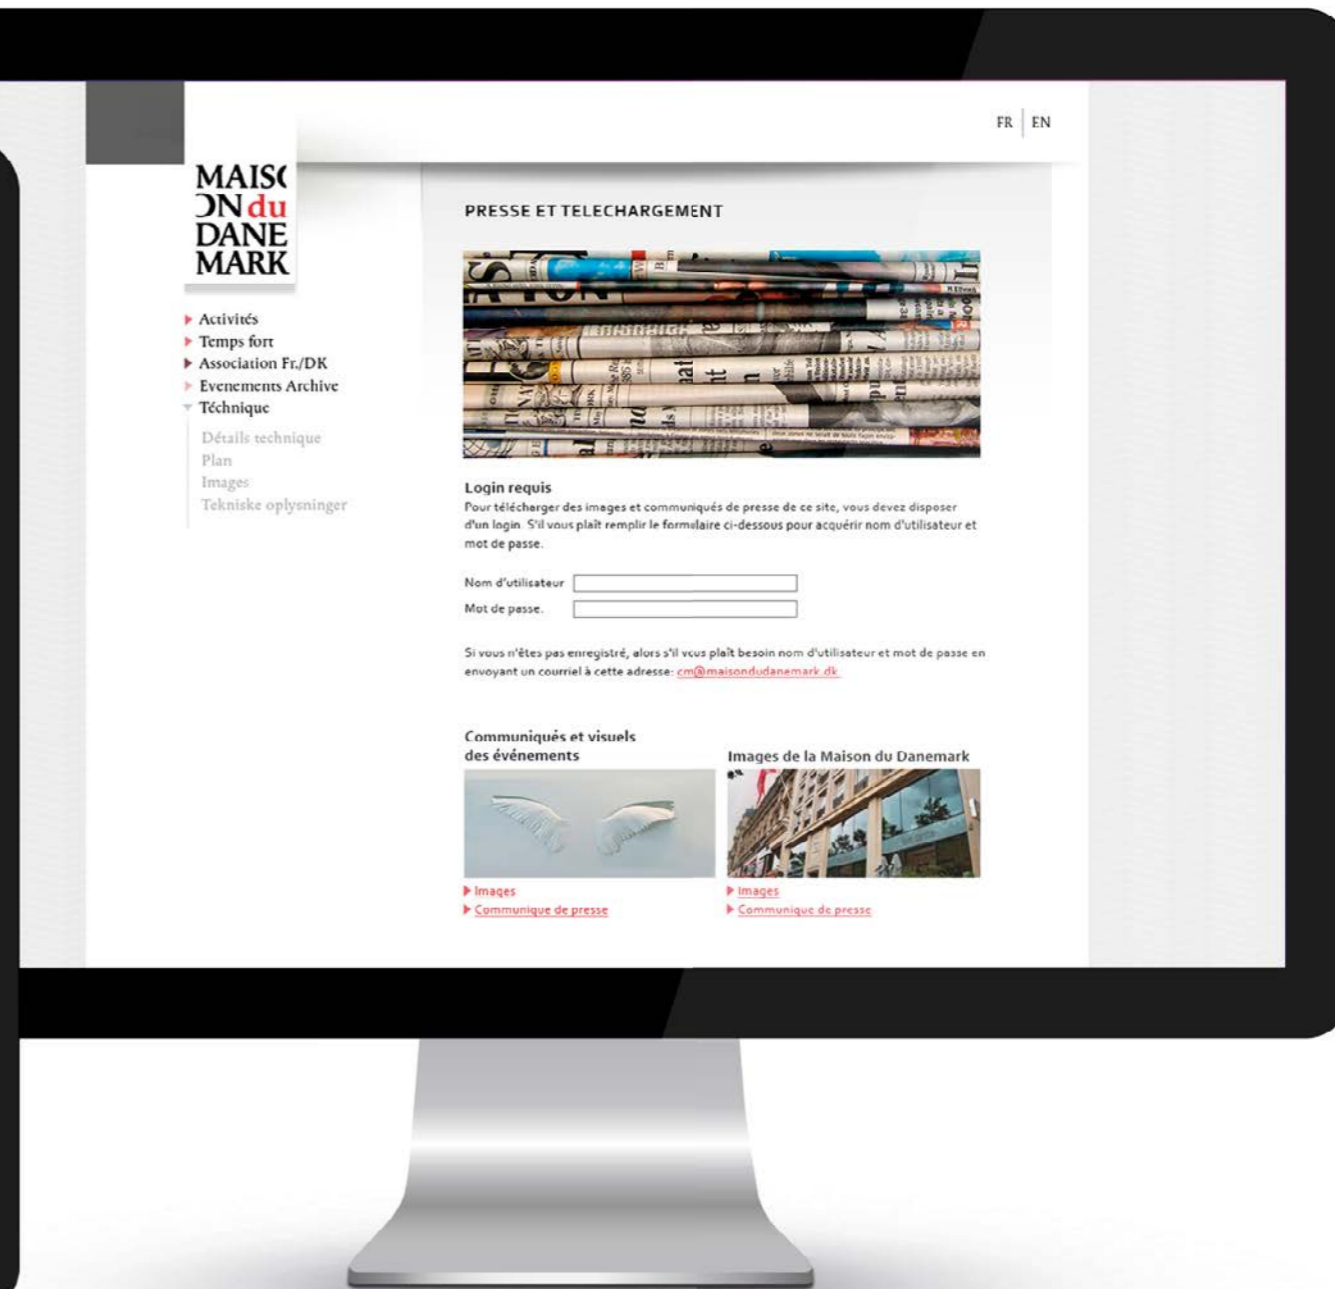 FR | EN
MAISO
ON du
DANE
MARK
Activités
Temps fort
Association Fr./DK
Evenements Archive
Téchnique
Détails technique
Plan
Images
Tekniske oplysninger
PRESSE ET TELECHARGEMENT
Login requis
Pour télécharger des images et communiqués de presse de ce site, vous devez disposer
d'un login. S'il vous plaît remplir le formulaire ci-dessous pour acquérir nom d'utilisateur et
mot de passe.
Nom d'utilisateur
Mot de passe.
Si vous n'êtes pas enregistré, alors s'il vous plaît besoin nom d'utilisateur et mot de passe en
envoyant un courriel à cette adresse: cm@maisondudanemark.dk
Communiqués et visuels
des événements
Images
Communique de presse
Images de la Maison du Danemark
Images
Communique de presse